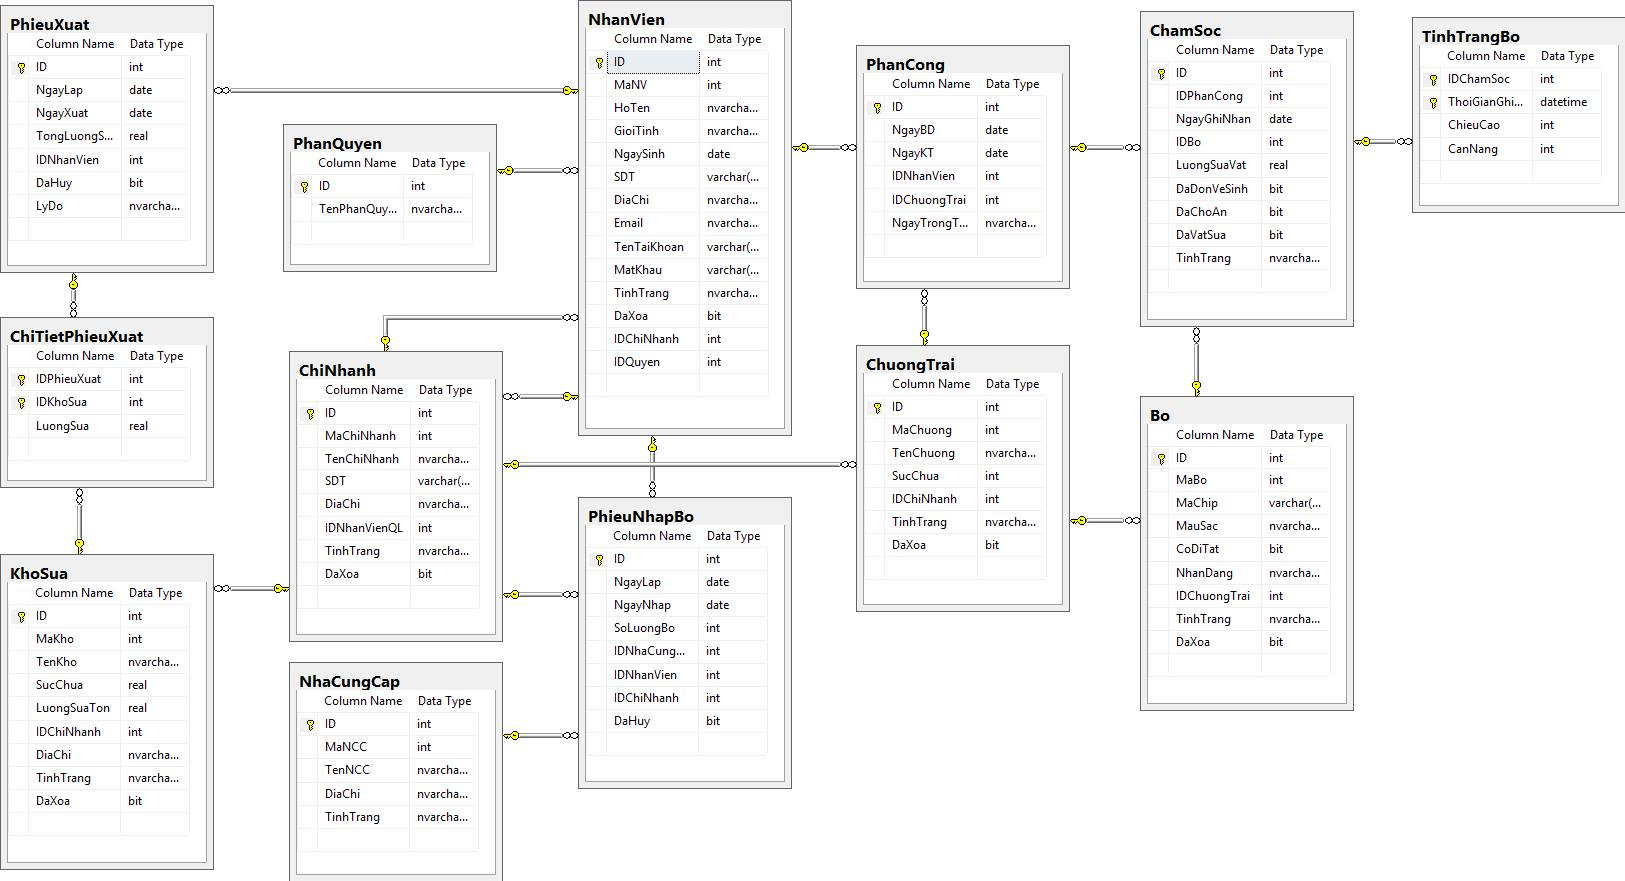 PhieuXuat
Column Name Data Type
ID int
NgayLap date
NgayXuat date
TongLuongS... real
IDNhanVien int
DaHuy bit
LyDo nvarcha...
ChiTietPhieuXuat
Column Name Data Type
IDPhieuXuat int
IDKhoSua int
LuongSua real
KhoSua
Column Name Data Type
ID int
MaKho int
TenKho nvarcha...
SucChua real
LuongSuaTon real
IDChiNhanh int
DiaChi nvarcha...
TinhTrang nvarcha...
DaXoa bit
PhanQuyen
Column Name Data Type
ID int
TenPhanQuy... nvarcha...
ChiNhanh
Column Name Data Type
ID int
MaChiNhanh int
TenChiNhanh nvarcha...
SDT varchar(...
DiaChi nvarcha...
IDNhanVienQL int
TinhTrang nvarcha...
DaXoa bit
NhaCungCap
Column Name Data Type
ID int
MaNCC int
TenNCC nvarcha...
DiaChi nvarcha...
TinhTrang nvarcha...
NhanVien
Column Name Data Type
ID int
MaNV int
HoTen nvarcha...
GioiTinh nvarcha...
NgaySinh date
SDT varchar(...
DiaChi nvarcha...
Email nvarcha...
TenTaiKhoan varchar(...
MatKhau varchar(...
TinhTrang nvarcha...
DaXoa bit
IDChiNhanh int
IDQuyen int
PhieuNhapBo
Column Name Data Type
ID int
NgayLap date
NgayNhap date
SoLuongBo int
IDNhaCung... int
IDNhanVien int
IDChiNhanh int
DaHuy bit
PhanCong
Column Name Data Type
ID int
NgayBD date
NgayKT date
IDNhanVien int
IDChuongTrai int
NgayTrongT... nvarcha...
ChuongTrai
Column Name Data Type
ID int
MaChuong int
TenChuong nvarcha...
SucChua int
IDChiNhanh int
TinhTrang nvarcha...
DaXoa bit
ChamSoc
Column Name Data Type
ID int
IDPhanCong int
NgayGhiNhan date
IDBo int
LuongSuaVat real
DaDonVeSinh bit
DaChoAn bit
DaVatSua bit
TinhTrang nvarcha...
Bo
Column Name Data Type
ID int
MaBo int
MaChip varchar(...
MauSac nvarcha...
CoDiTat bit
NhanDang nvarcha...
IDChuongTrai int
TinhTrang nvarcha...
DaXoa bit
TinhTrangBo
Column Name Data Type
IDChamSoc int
ThoiGianGhi... datetime
ChieuCao int
CanNang int